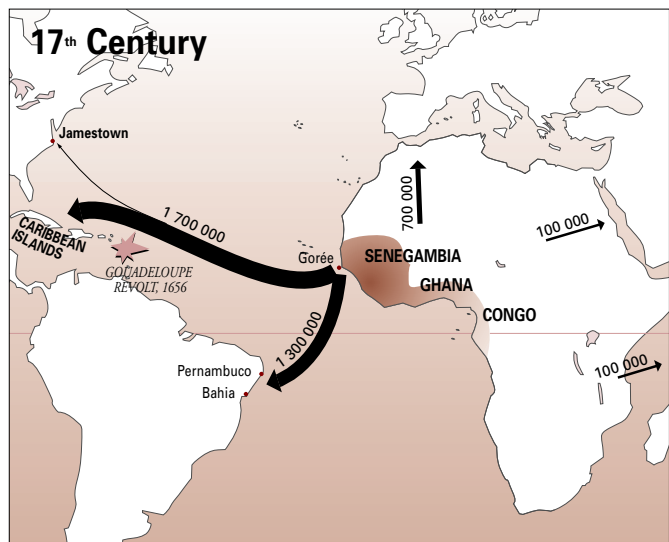 17th Century
Jamestown
1 700 000
CARIBBEAN
ISLANDS
GOUADELOUPE
REVOLT, 1656
Gorée
700 000
100 000
SENEGAMBIA
GHANA
CONGO
1 300 000
Pernambuco
Bahia
100 000